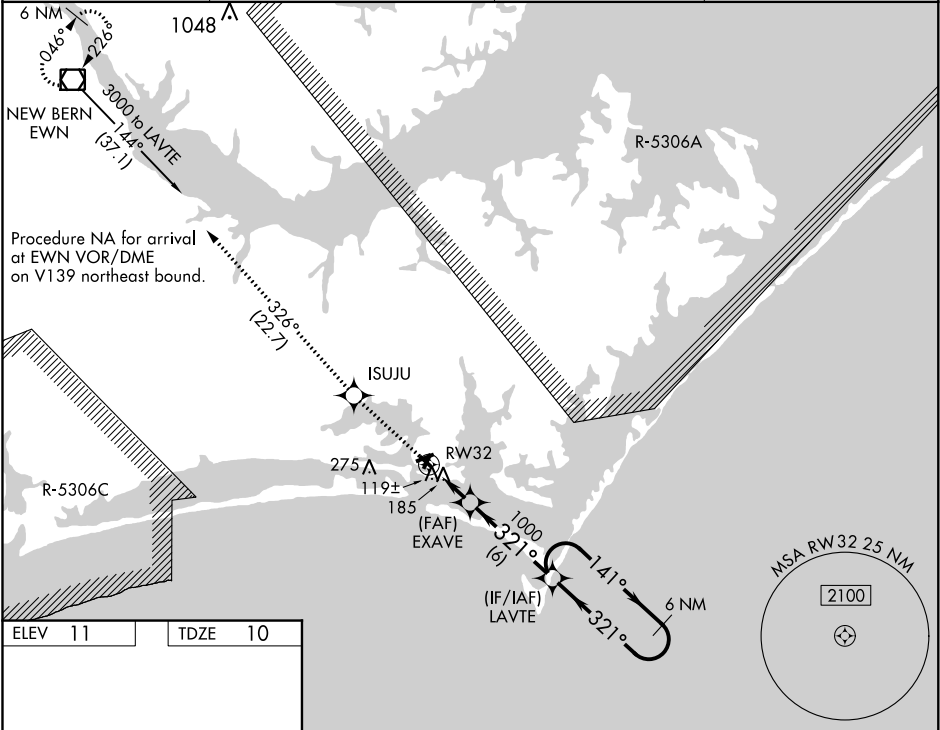 6 NM
046°
226°
1048
NEW BERN
EWN
3000 to LAVTE
144°
(37.1)
R-5306A
Procedure NA for arrival
at EWN VOR/DME
on V139 northeast bound.
326°
(22.7)
ISUJU
RW32
275
119±
185
R-5306C
(FAF)
EXAVE
1000
321°
(6)
(IF/IAF)
LAVTE
141°
321°
6 NM
MSA RW32 25 NM
2100
ELEV 11
TDZE 10